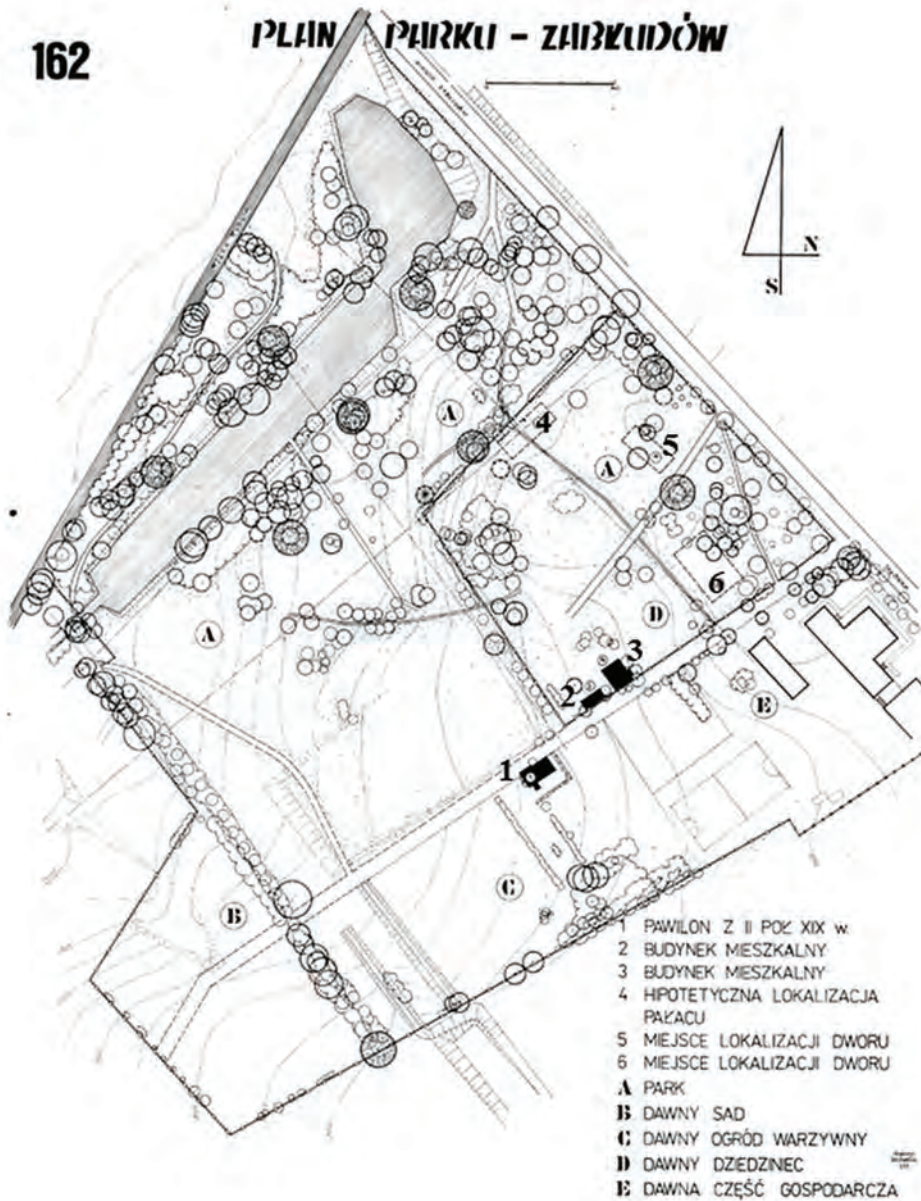 162
PLAN PARKU - ZABŁUDÓW
N
S
A
4
5
A
6
D
A
3
2
E
1
B
C
1 PAWILON Z II POŁ XIX w.
2 BUDYNEK MIESZKALNY
3 BUDYNEK MIESZKALNY
4 HIPOTETYCZNA LOKALIZACJA
PAŁACU
5 MIEJSCE LOKALIZACJI DWORU
6 MIEJSCE LOKALIZACJI DWORU
A PARK
B DAWNY SAD
C DAWNY OGRÓD WARZYWNY
D DAWNY DZIEDZINIEC
E DAWNA CZĘŚĆ GOSPODARCZA